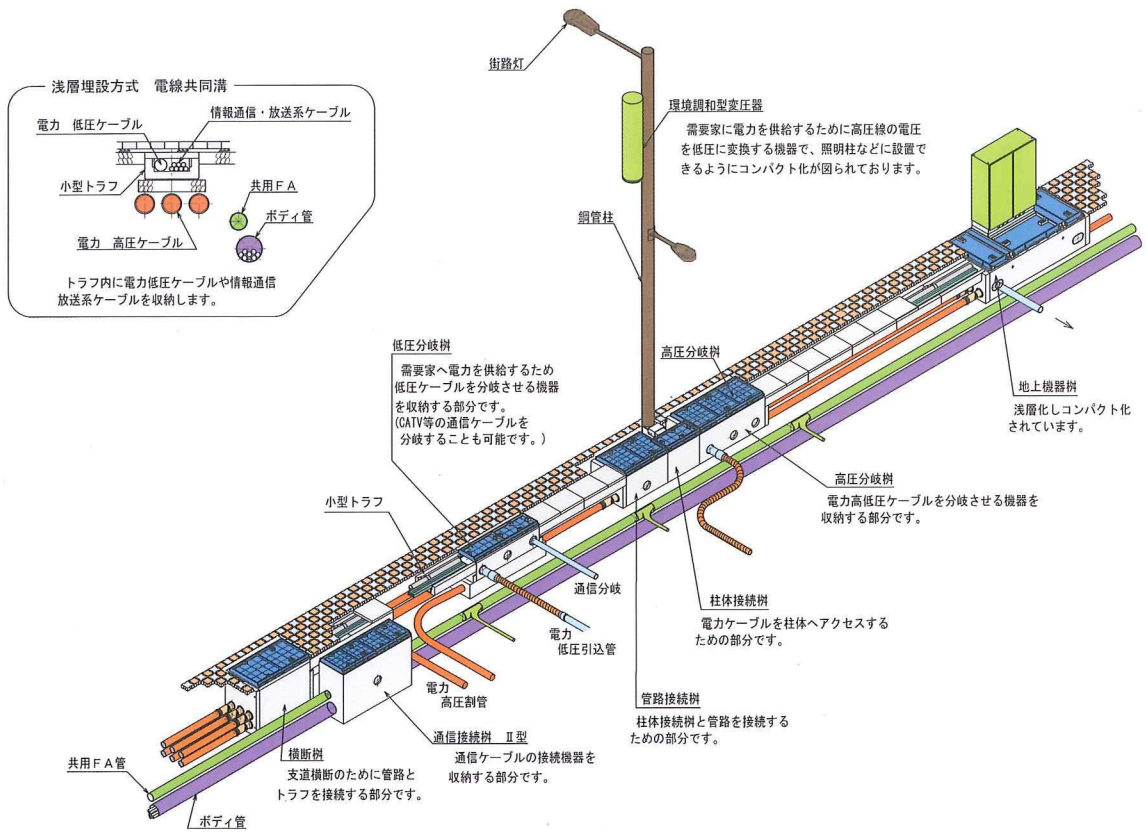 浅層埋設方式　電線共同溝
電力　低圧ケーブル
情報通信・放送系ケーブル
小型トラフ
共用ＦＡ
ボディ管
電力　高圧ケーブル
トラフ内に電力低圧ケーブルや情報通信
放送系ケーブルを収納します。
街路灯
環境調和型変圧器
需要家に電力を供給するために高圧線の電圧
を低圧に変換する機器で、照明柱などに設置で
きるようにコンパクト化が図られております。
鋼管柱
低圧分岐桝
需要家へ電力を供給するため
低圧ケーブルを分岐させる機器
を収納する部分です。
(CATV等の通信ケーブルを
分岐することも可能です。)
高圧分岐桝
地上機器桝
浅層化しコンパクト化
されています。
小型トラフ
高圧分岐桝
電力高低圧ケーブルを分岐させる機器を
収納する部分です。
通信分岐
電力
低圧引込管
柱体接続桝
電力ケーブルを柱体へアクセスする
ための部分です。
電力
高圧割管
管路接続桝
柱体接続桝と管路を接続する
ための部分です。
通信接続桝　Ⅱ型
通信ケーブルの接続機器を
収納する部分です。
横断桝
支道横断のために管路と
トラフを接続する部分です。
共用ＦＡ管
ボディ管